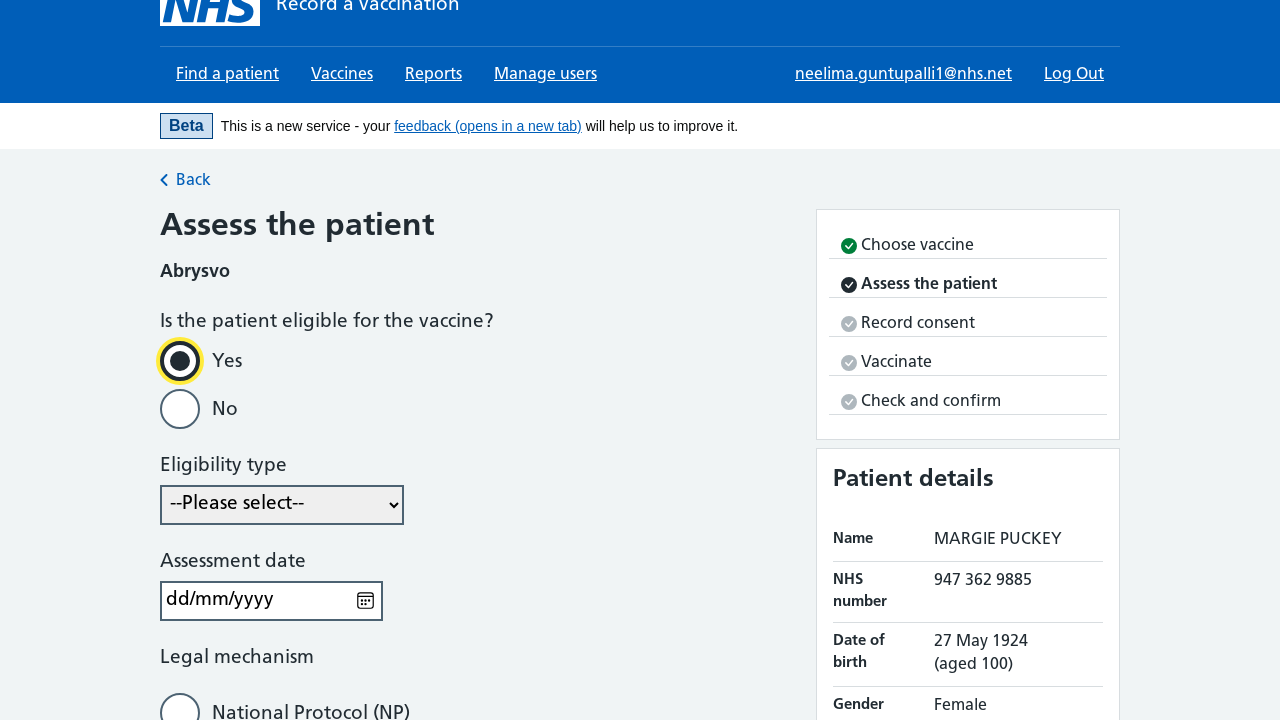 NHS Record a vaccination
Find a patient Vaccines Reports Manage users neelima.guntupalli1@nhs.net Log Out
Beta This is a new service - your feedback (opens in a new tab) will help us to improve it.
Back
Assess the patient
Abrysvo
Is the patient eligible for the vaccine?
Yes
No
Eligibility type
--Please select--
Assessment date
dd/mm/yyyy
Legal mechanism
National Protocol (NP)
Choose vaccine
Assess the patient
Record consent
Vaccinate
Check and confirm
Patient details
Name MARGIE PUCKEY
NHS number 947 362 9885
Date of birth 27 May 1924 (aged 100)
Gender Female